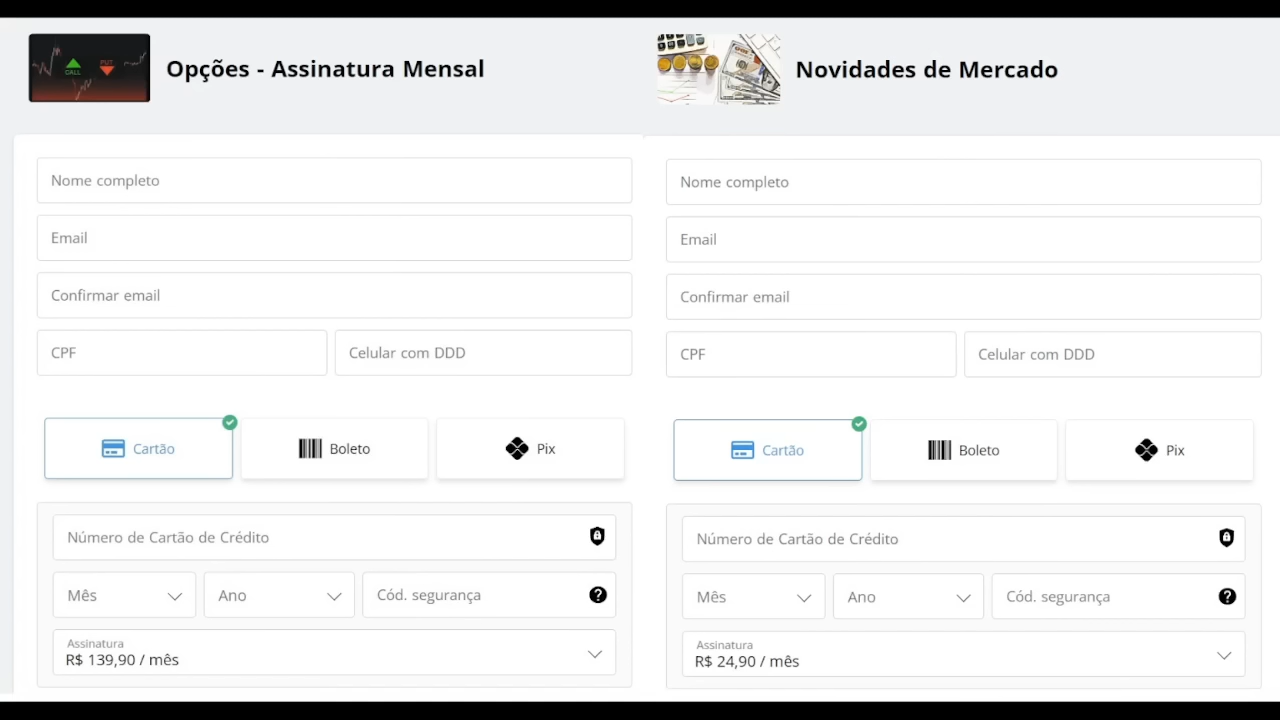 CALL
PUT
Opções - Assinatura Mensal
Nome completo
Email
Confirmar email
CPF
Celular com DDD
Cartão
Boleto
Pix
Número de Cartão de Crédito
Mês
Ano
Cód. segurança
Assinatura
R$ 139,90 / mês
Novidades de Mercado
Nome completo
Email
Confirmar email
CPF
Celular com DDD
Cartão
Boleto
Pix
Número de Cartão de Crédito
Mês
Ano
Cód. segurança
Assinatura
R$ 24,90 / mês